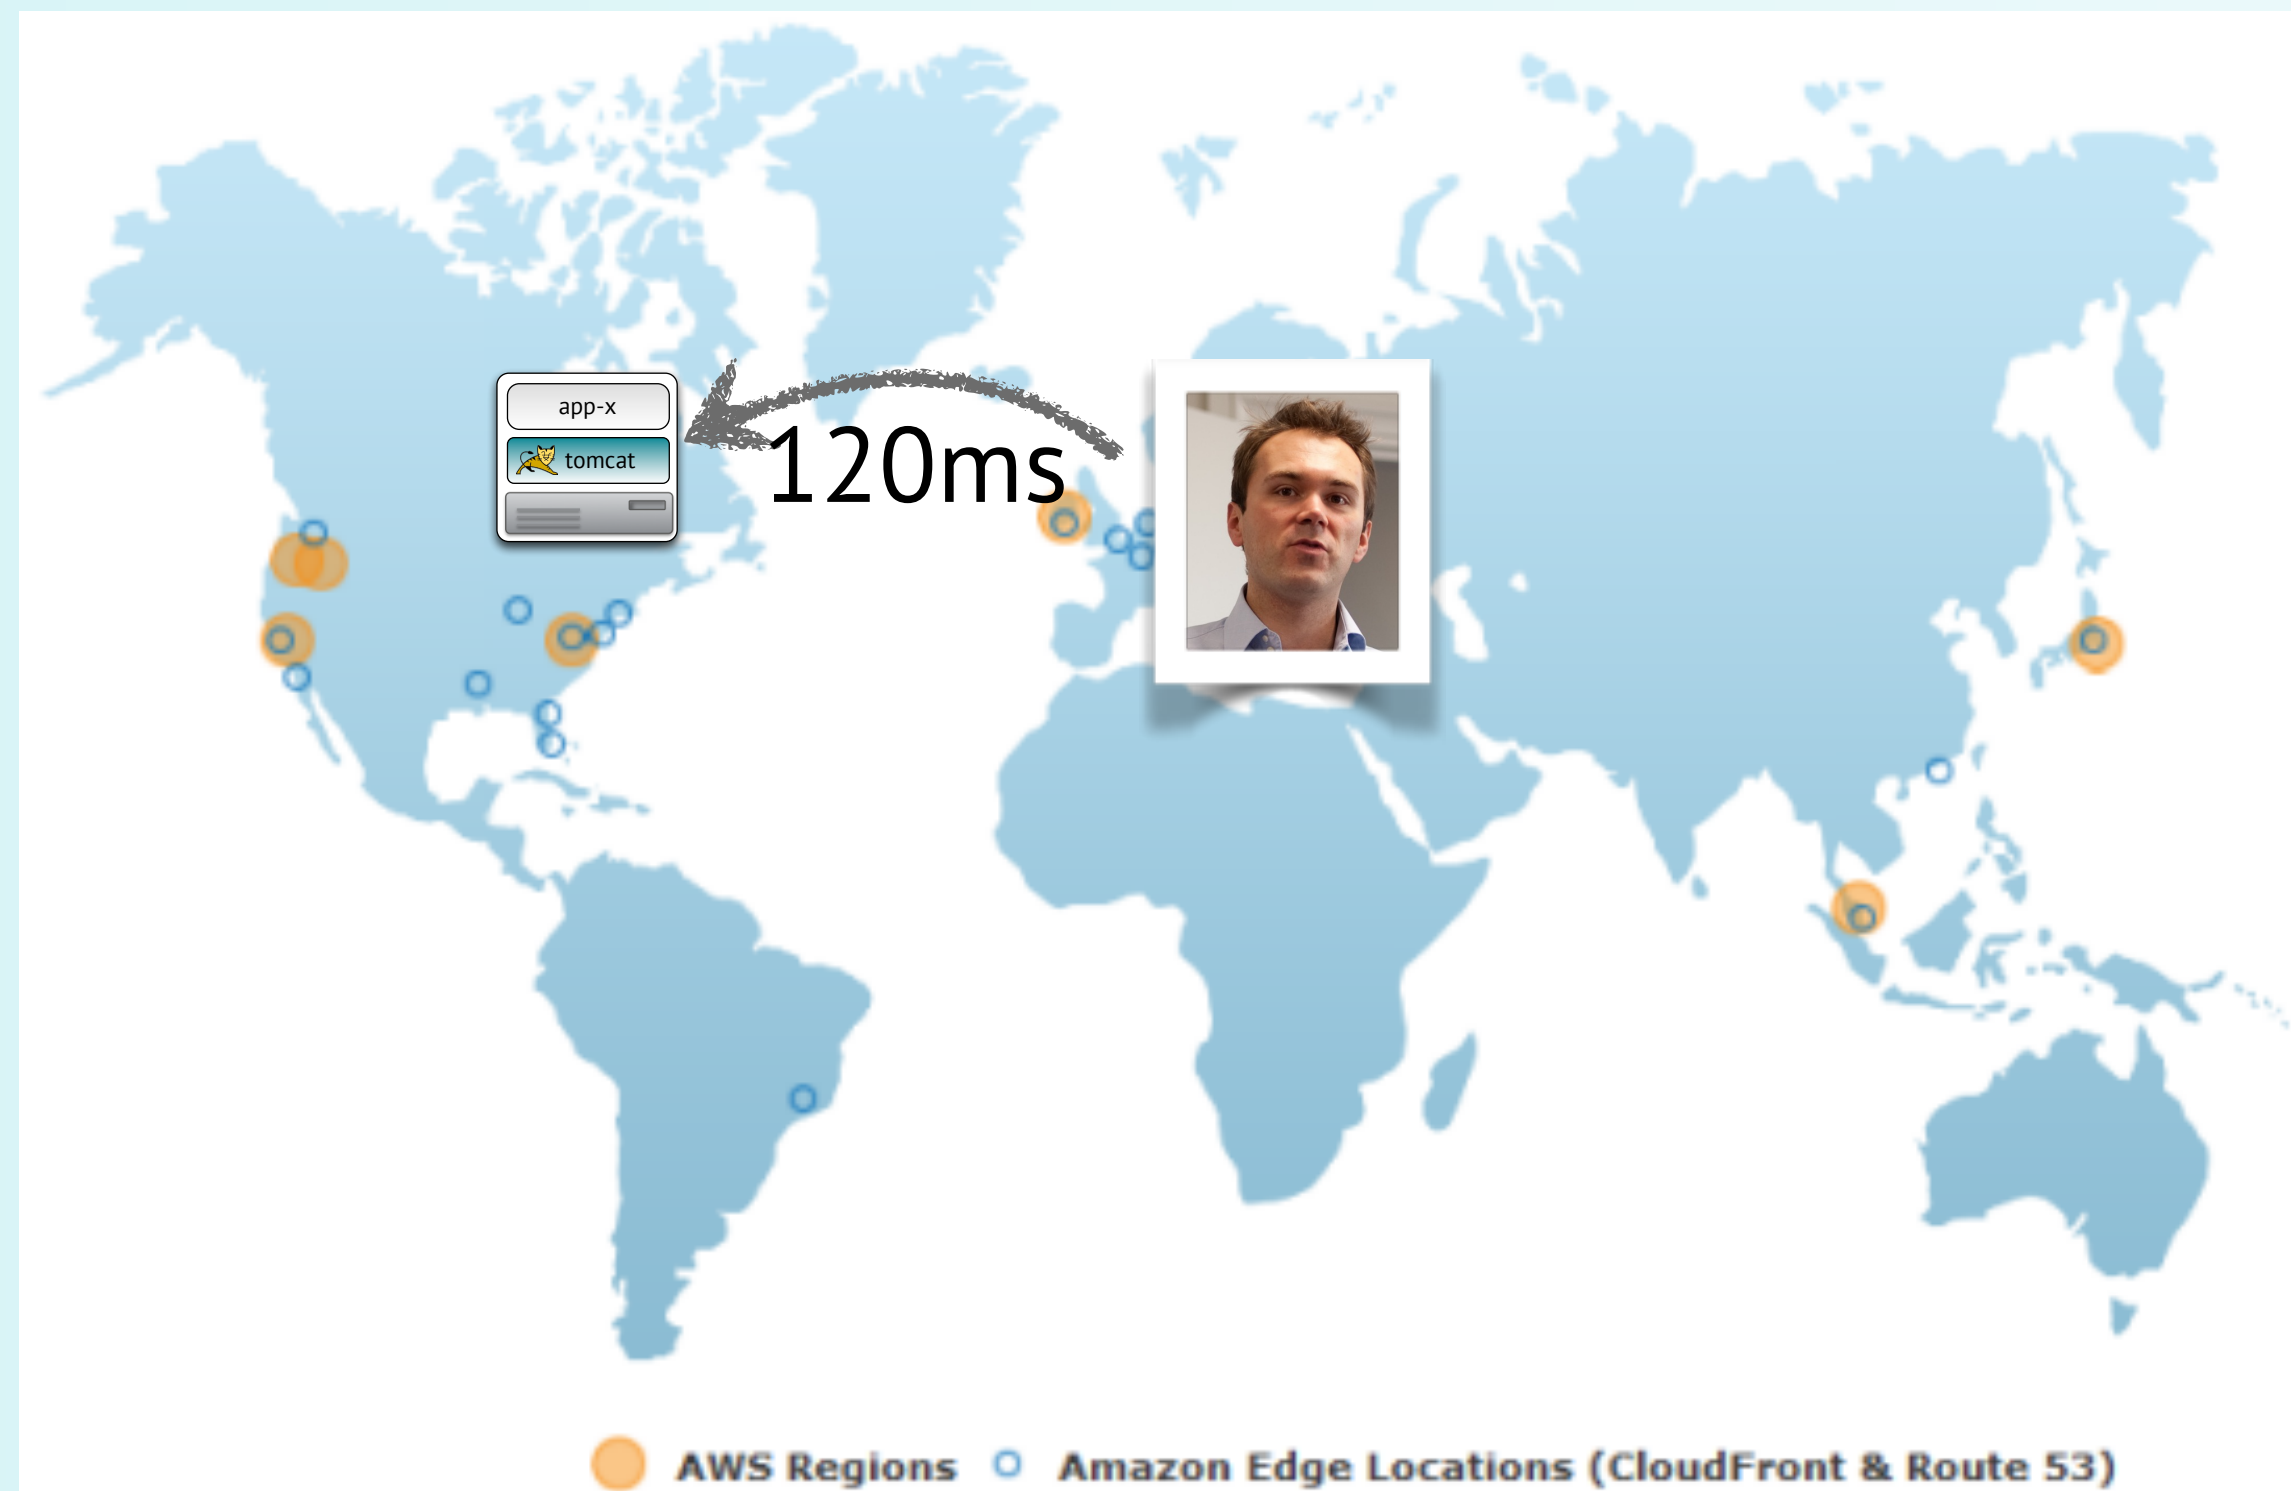 app-x
tomcat
120ms
AWS Regions
Amazon Edge Locations (CloudFront & Route 53)